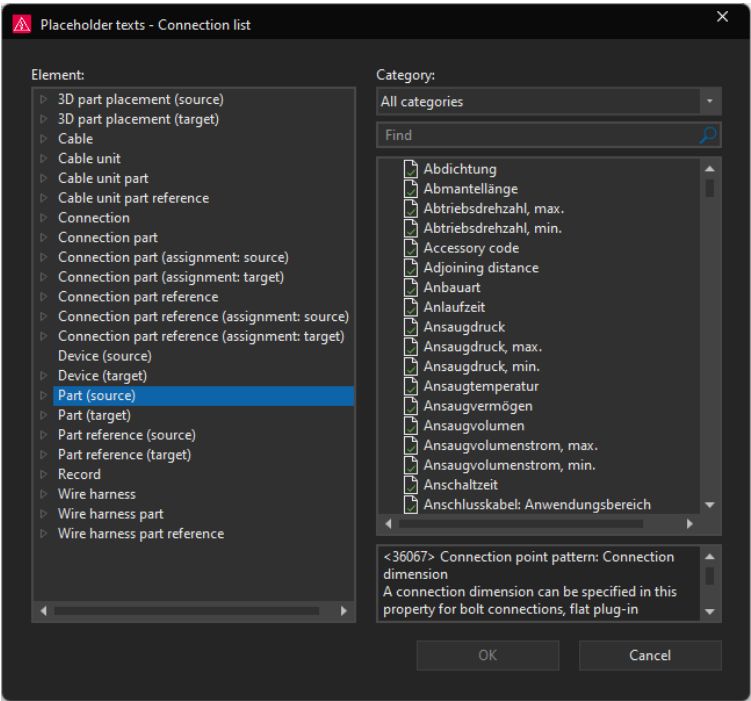 Placeholder texts - Connection list
Element:
3D part placement (source)
3D part placement (target)
Cable
Cable unit
Cable unit part
Cable unit part reference
Connection
Connection part
Connection part (assignment: source)
Connection part (assignment: target)
Connection part reference
Connection part reference (assignment: source)
Connection part reference (assignment: target)
Device (source)
Device (target)
Part (source)
Part (target)
Part reference (source)
Part reference (target)
Record
Wire harness
Wire harness part
Wire harness part reference
Category:
All categories
Find
Abdichtung
Abmantellänge
Abtriebsdrehzahl, max.
Abtriebsdrehzahl, min.
Accessory code
Adjoining distance
Anbauart
Anlaufzeit
Ansaugdruck
Ansaugdruck, max.
Ansaugdruck, min.
Ansaugtemperatur
Ansaugvermögen
Ansaugvolumen
Ansaugvolumenstrom, max.
Ansaugvolumenstrom, min.
Anschaltzeit
Anschlusskabel: Anwendungsbereich
<36067> Connection point pattern: Connection
dimension
A connection dimension can be specified in this
property for bolt connections, flat plug-in
OK
Cancel